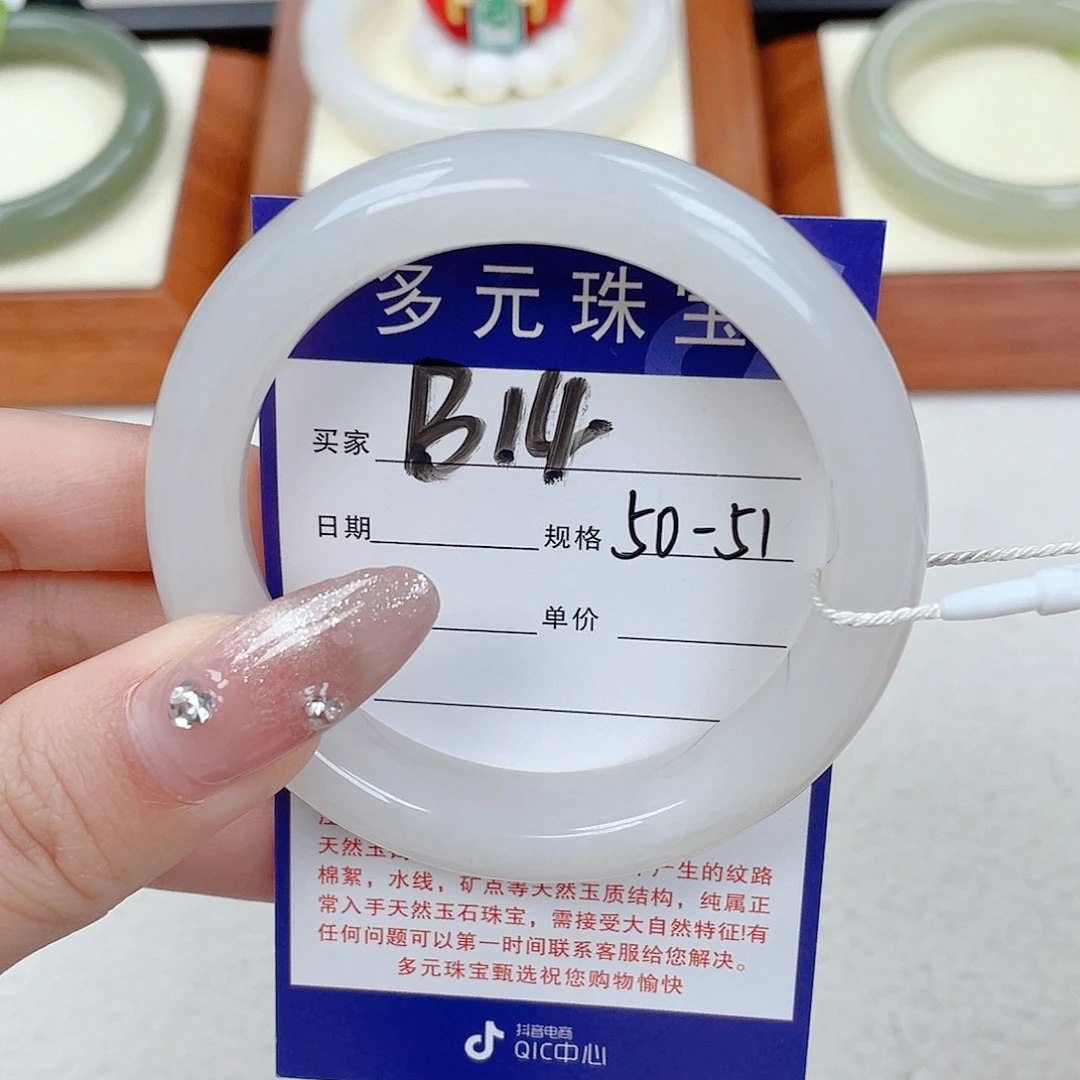 多元珠宝
买家 B14
日期 规格 50-51
单价
天然玉 产生的纹路
棉絮，水线，矿点等天然玉质结构，纯属正
常入手天然玉石珠宝，需接受大自然特征!有
任何问题可以第一时间联系客服给您解决。
多元珠宝甄选祝您购物愉快
抖音电商
QIC中心